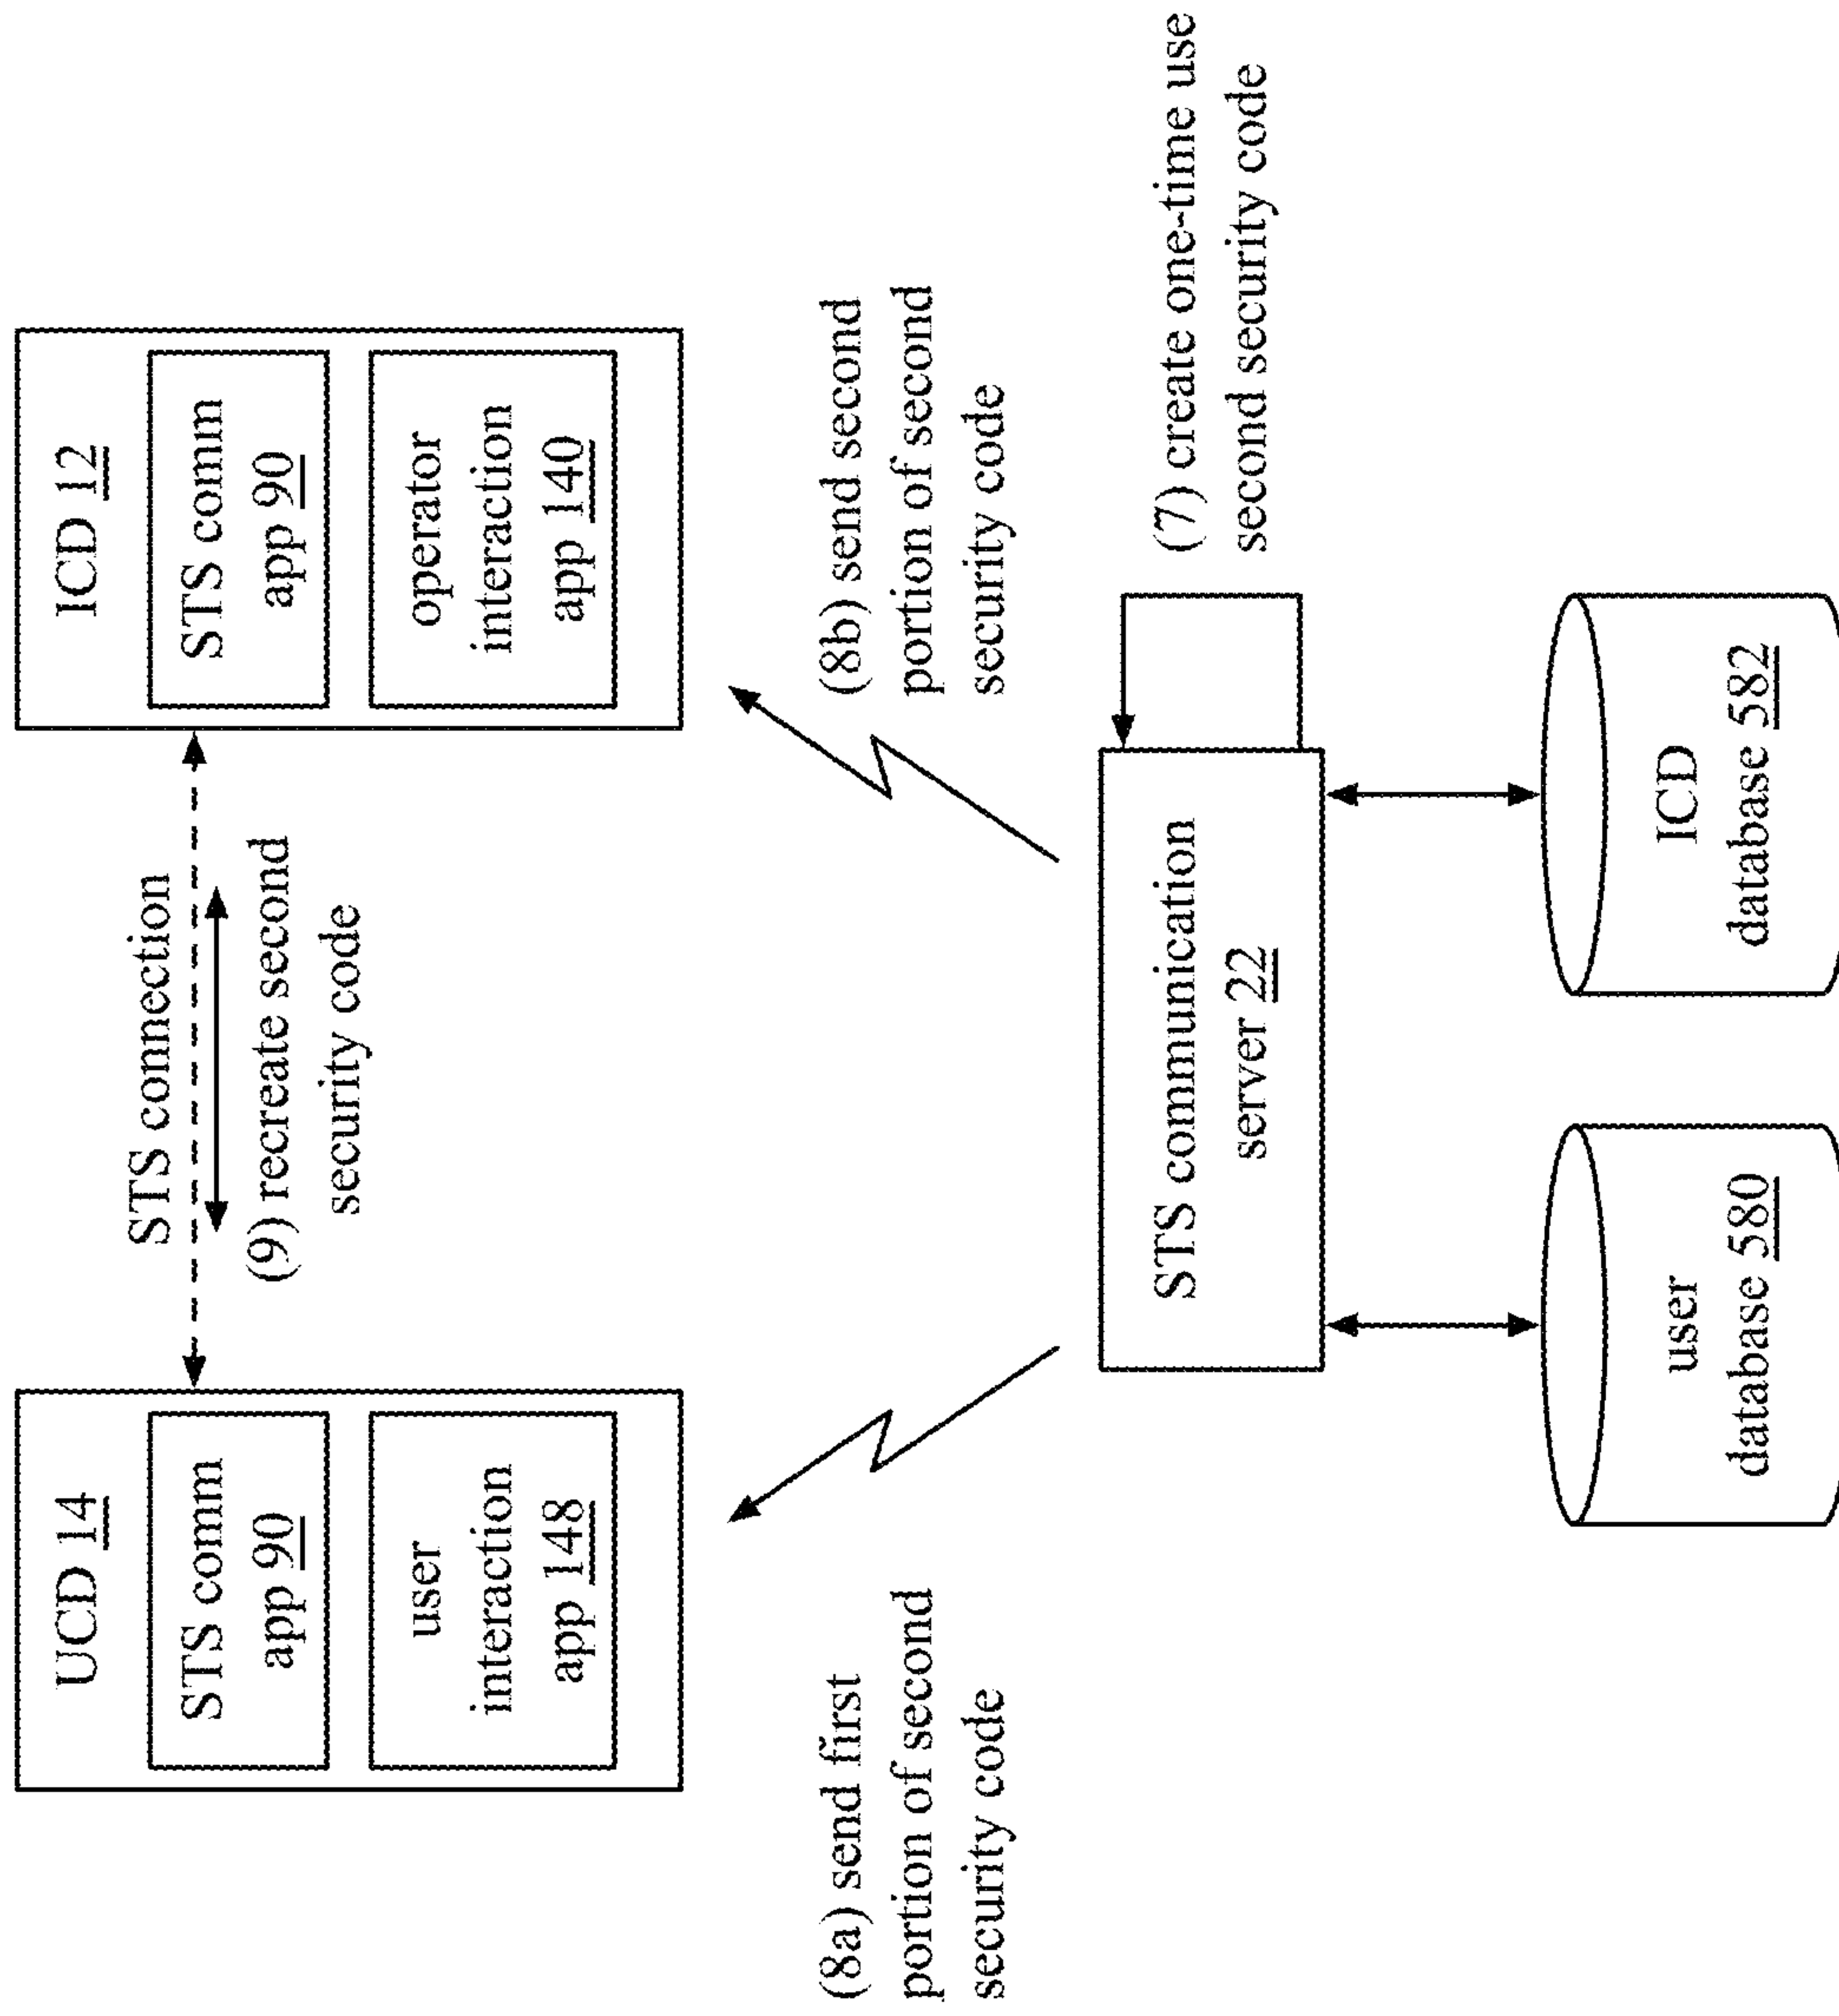 UCD 14
STS comm
app 90
user
interaction
app 148
STS connection
(9) recreate second
security code
ICD 12
STS comm
app 90
operator
interaction
app 140
(8a) send first
portion of second
security code
(8b) send second
portion of second
security code
STS communication
server 22
(7) create one-time use
second security code
user
database 580
ICD
database 582